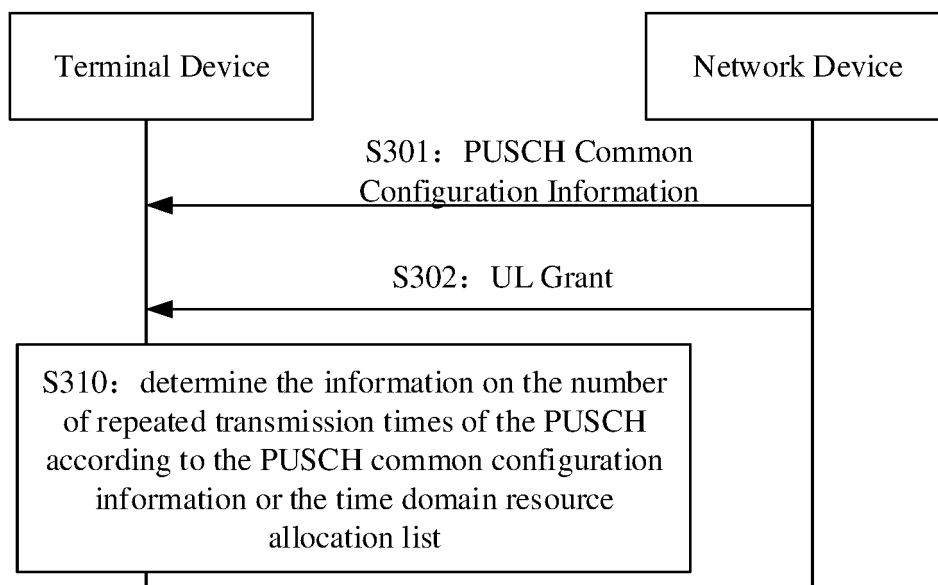 Terminal Device
Network Device
S301：PUSCH Common
Configuration Information
S302：UL Grant
S310：determine the information on the number
of repeated transmission times of the PUSCH
according to the PUSCH common configuration
information or the time domain resource
allocation list